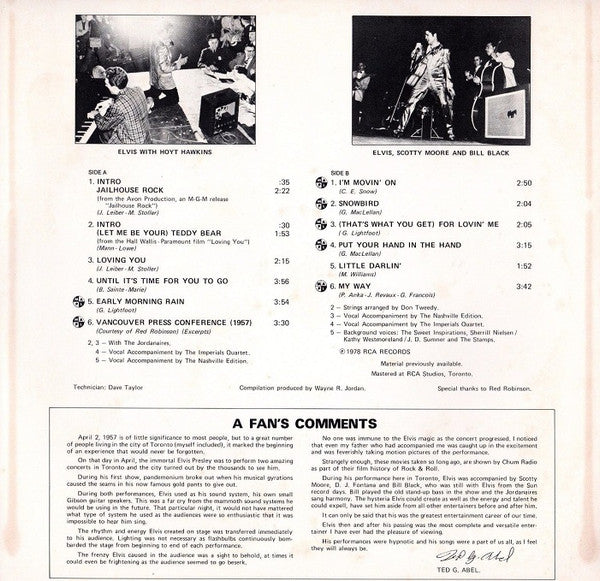 ELVIS WITH HOYT HAWKINS
ELVIS, SCOTTY MOORE AND BILL BLACK
SIDE A
1. INTRO :35
JAILHOUSE ROCK 2:22
(from the Avon Production, an M-G-M release
"Jailhouse Rock")
(J. Leiber - M. Stoller)
2. INTRO :30
(LET ME BE YOUR) TEDDY BEAR 1:53
(from the Hall Wallis-Paramount film "Loving You")
(Mann - Lowe)
3. LOVING YOU 2:15
(J. Leiber - M. Stoller)
4. UNTIL IT'S TIME FOR YOU TO GO 3:56
(B. Sainte-Marie)
5. EARLY MORNING RAIN 3:54
(G. Lightfoot)
6. VANCOUVER PRESS CONFERENCE (1957) 3:30
(Courtesy of Red Robinson) (Excerpts)
2, 3 – With The Jordanaires,
4 – Vocal Accompaniment by The Imperials Quartet.
5 – Vocal Accompaniment by The Nashville Edition.
SIDE B
1. I'M MOVIN' ON 2:50
(C. E. Snow)
2. SNOWBIRD 2:04
(G. MacLellan)
3. (THAT'S WHAT YOU GET) FOR LOVIN' ME 2:05
(G. Lightfoot)
4. PUT YOUR HAND IN THE HAND 3:15
(G. MacLellan)
5. LITTLE DARLIN' 1:52
(M. Williams)
6. MY WAY 3:42
(P. Anka - J. Revaux - G. Francois)
2 – Strings arranged by Don Tweedy.
3 – Vocal Accompaniment by The Nashville Edition.
4 – Vocal Accompaniment by The Imperials Quartet.
5 – Background voices: The Sweet Inspirations, Sherrill Nielsen /
Kathy Westmoreland / J. D. Sumner and The Stamps.
Ⓟ 1978 RCA RECORDS
Material previously available.
Mastered at RCA Studios, Toronto.
Technician: Dave Taylor
Compilation produced by Wayne R. Jordan.
Special thanks to Red Robinson.
A FAN'S COMMENTS
April 2, 1957 is of little significance to most people, but to a great number
of people living in the city of Toronto (myself included), it marked the beginning
of an experience that would never be forgotten.
On that day in April, the immortal Elvis Presley was to perform two amazing
concerts in Toronto and the city turned out by the thousands to see him.
During his first show, pandemonium broke out when his musical gyrations
caused the seams in his now famous gold pants to give out.
During both performances, Elvis used as his sound system, his own small
Gibson guitar speakers. This was a far cry from the mammoth sound systems he
would be using in the future. That particular night, it would not have mattered
what type of system he used as the audiences were so enthusiastic that it was
impossible to hear him sing.
The rhythm and energy Elvis created on stage was transferred immediately
to his audience. Lighting was not necessary as flashbulbs continuously bom-
barded the stage from beginning to end of each performance.
The frenzy Elvis caused in the audience was a sight to behold, at times it
could even be frightening as the audience seemed to go beserk.
No one was immune to the Elvis magic as the concert progressed. I noticed
that even my father who had accompanied me was caught up in the excitement
and was feverishly taking motion pictures of the performance.
Strangely enough, these movies taken so long ago, are shown by Chum Radio
as part of their film history of Rock & Roll.
During his performance here in Toronto, Elvis was accompanied by Scotty
Moore, D. J. Fontana and Bill Black, who was still with Elvis from the Sun
record days. Bill played the old stand-up bass in the show and the Jordanaires
sang harmony. The hysteria Elvis could create as well as the energy and talent he
could expell, have set him aside from all other entertainers before and after him.
It can only be said that his was the greatest entertainment career of our time.
Elvis then and after his passing was the most complete and versatile enter-
tainer I have ever had the pleasure of viewing.
His performances were hypnotic and his songs were a part of us all, as I feel
they will always be.
Ted G. Abel
TED G. ABEL.